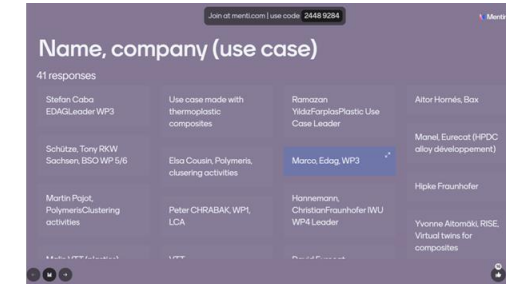 Join at menti.com | use code 2448 9284
Menti
Name, company (use case)
41 responses
Stefan Caba
EDAGLeader WP3
Schütze, Tony RKW
Sachsen, BSO WP 5/6
Martin Pajot,
PolymerisClustering
activities
Use case made with
thermoplastic
composites
Elsa Cousin, Polymeris,
clusering activities
Peter CHRABAK, WP1,
LCA
VTT
Ramazan
YildizFarplasPlastic Use
Case Leader
Marco, Edag, WP3
Hannemann,
ChristianFraunhofer IWU
WP4 Leader
Aitor Hornés, Bax
Manel, Eurecat (HPDC
alloy développement)
Hipke Fraunhofer
Yvonne Aitomäki, RISE,
Virtual twins for
composites